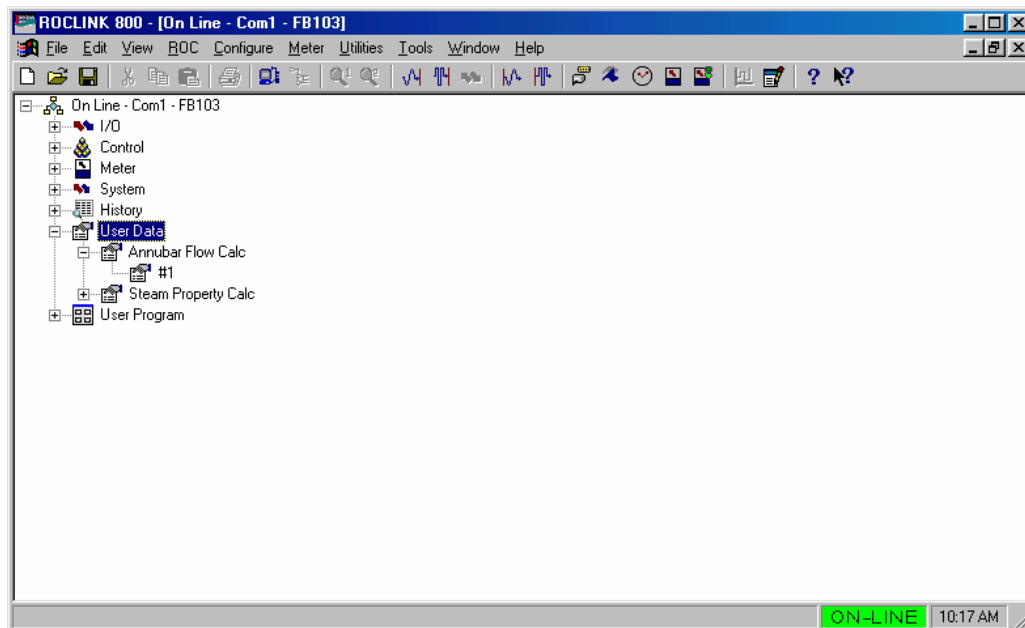 ROCLINK 800 - [On Line - Com1 - FB103]
File Edit View ROC Configure Meter Utilities Tools Window Help
On Line - Com1 - FB103
I/O
Control
Meter
System
History
User Data
Annubar Flow Calc
#1
Steam Property Calc
User Program
ON-LINE 10:17 AM